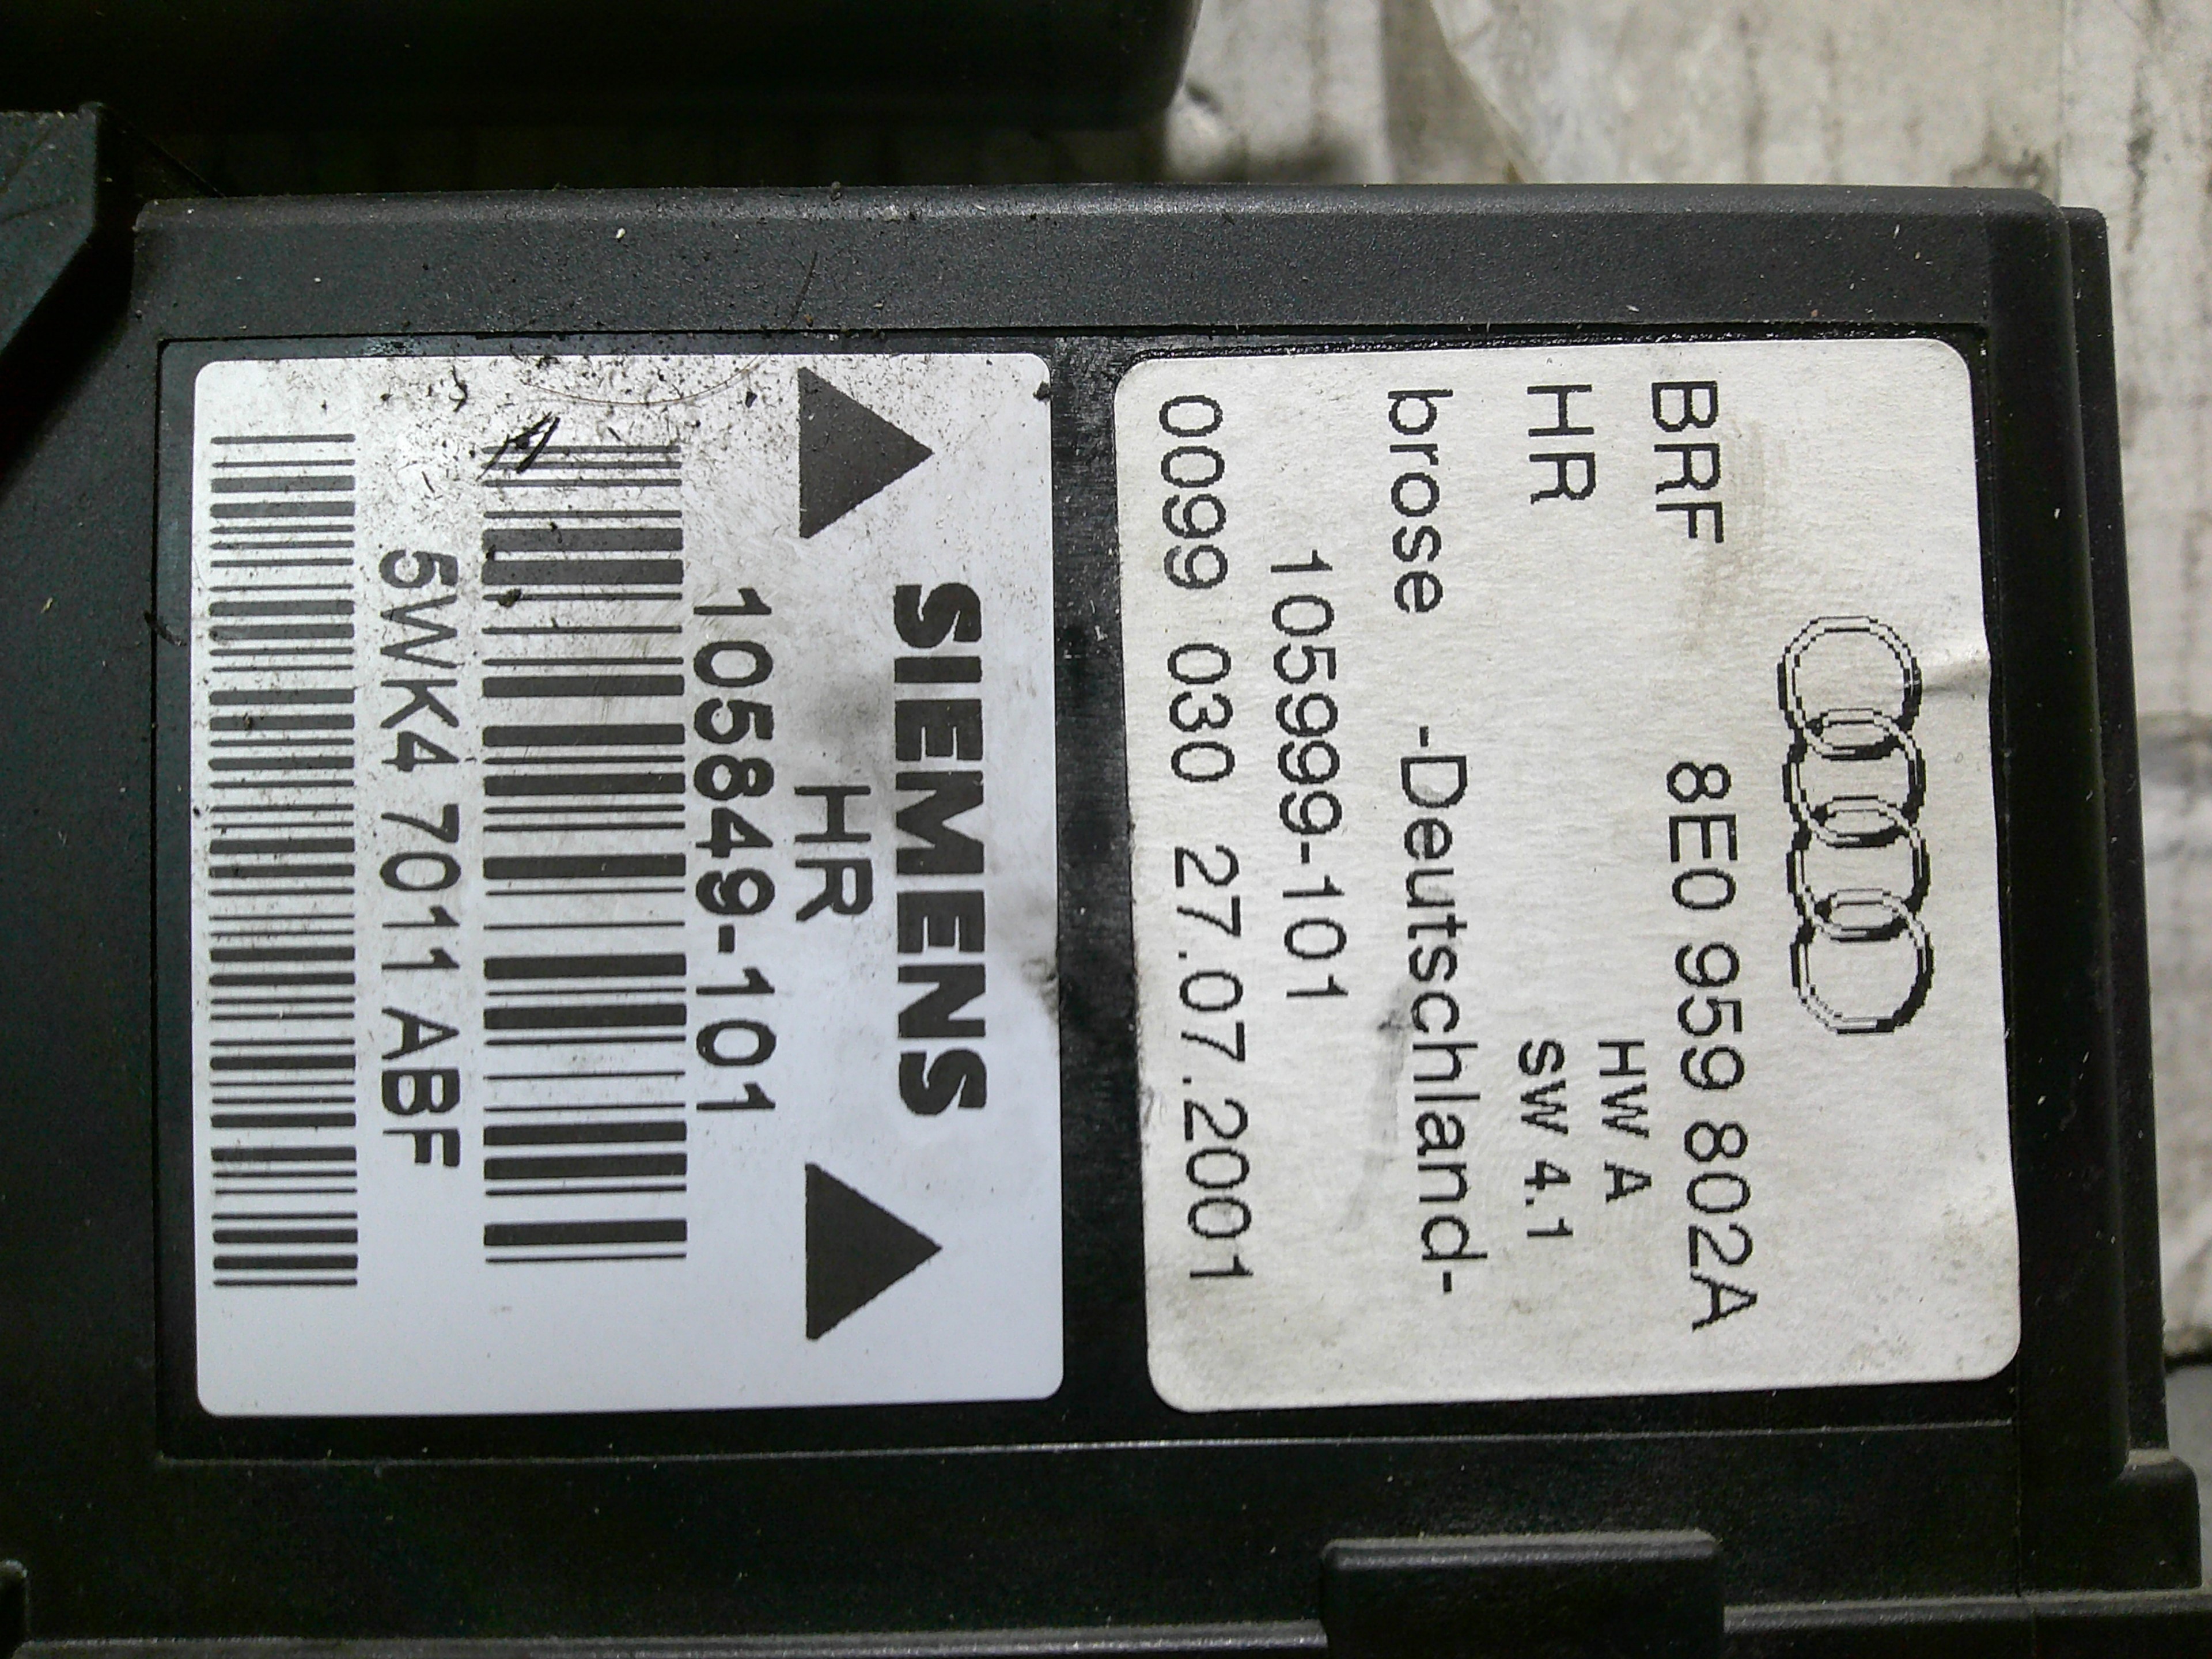 BRF 8E0 959 802A
HW A
HR SW 4.1
brose -Deutschland-
105999-101
0099 030 27.07.2001
SIEMENS
HR
105849-101
5WK4 7011 ABF